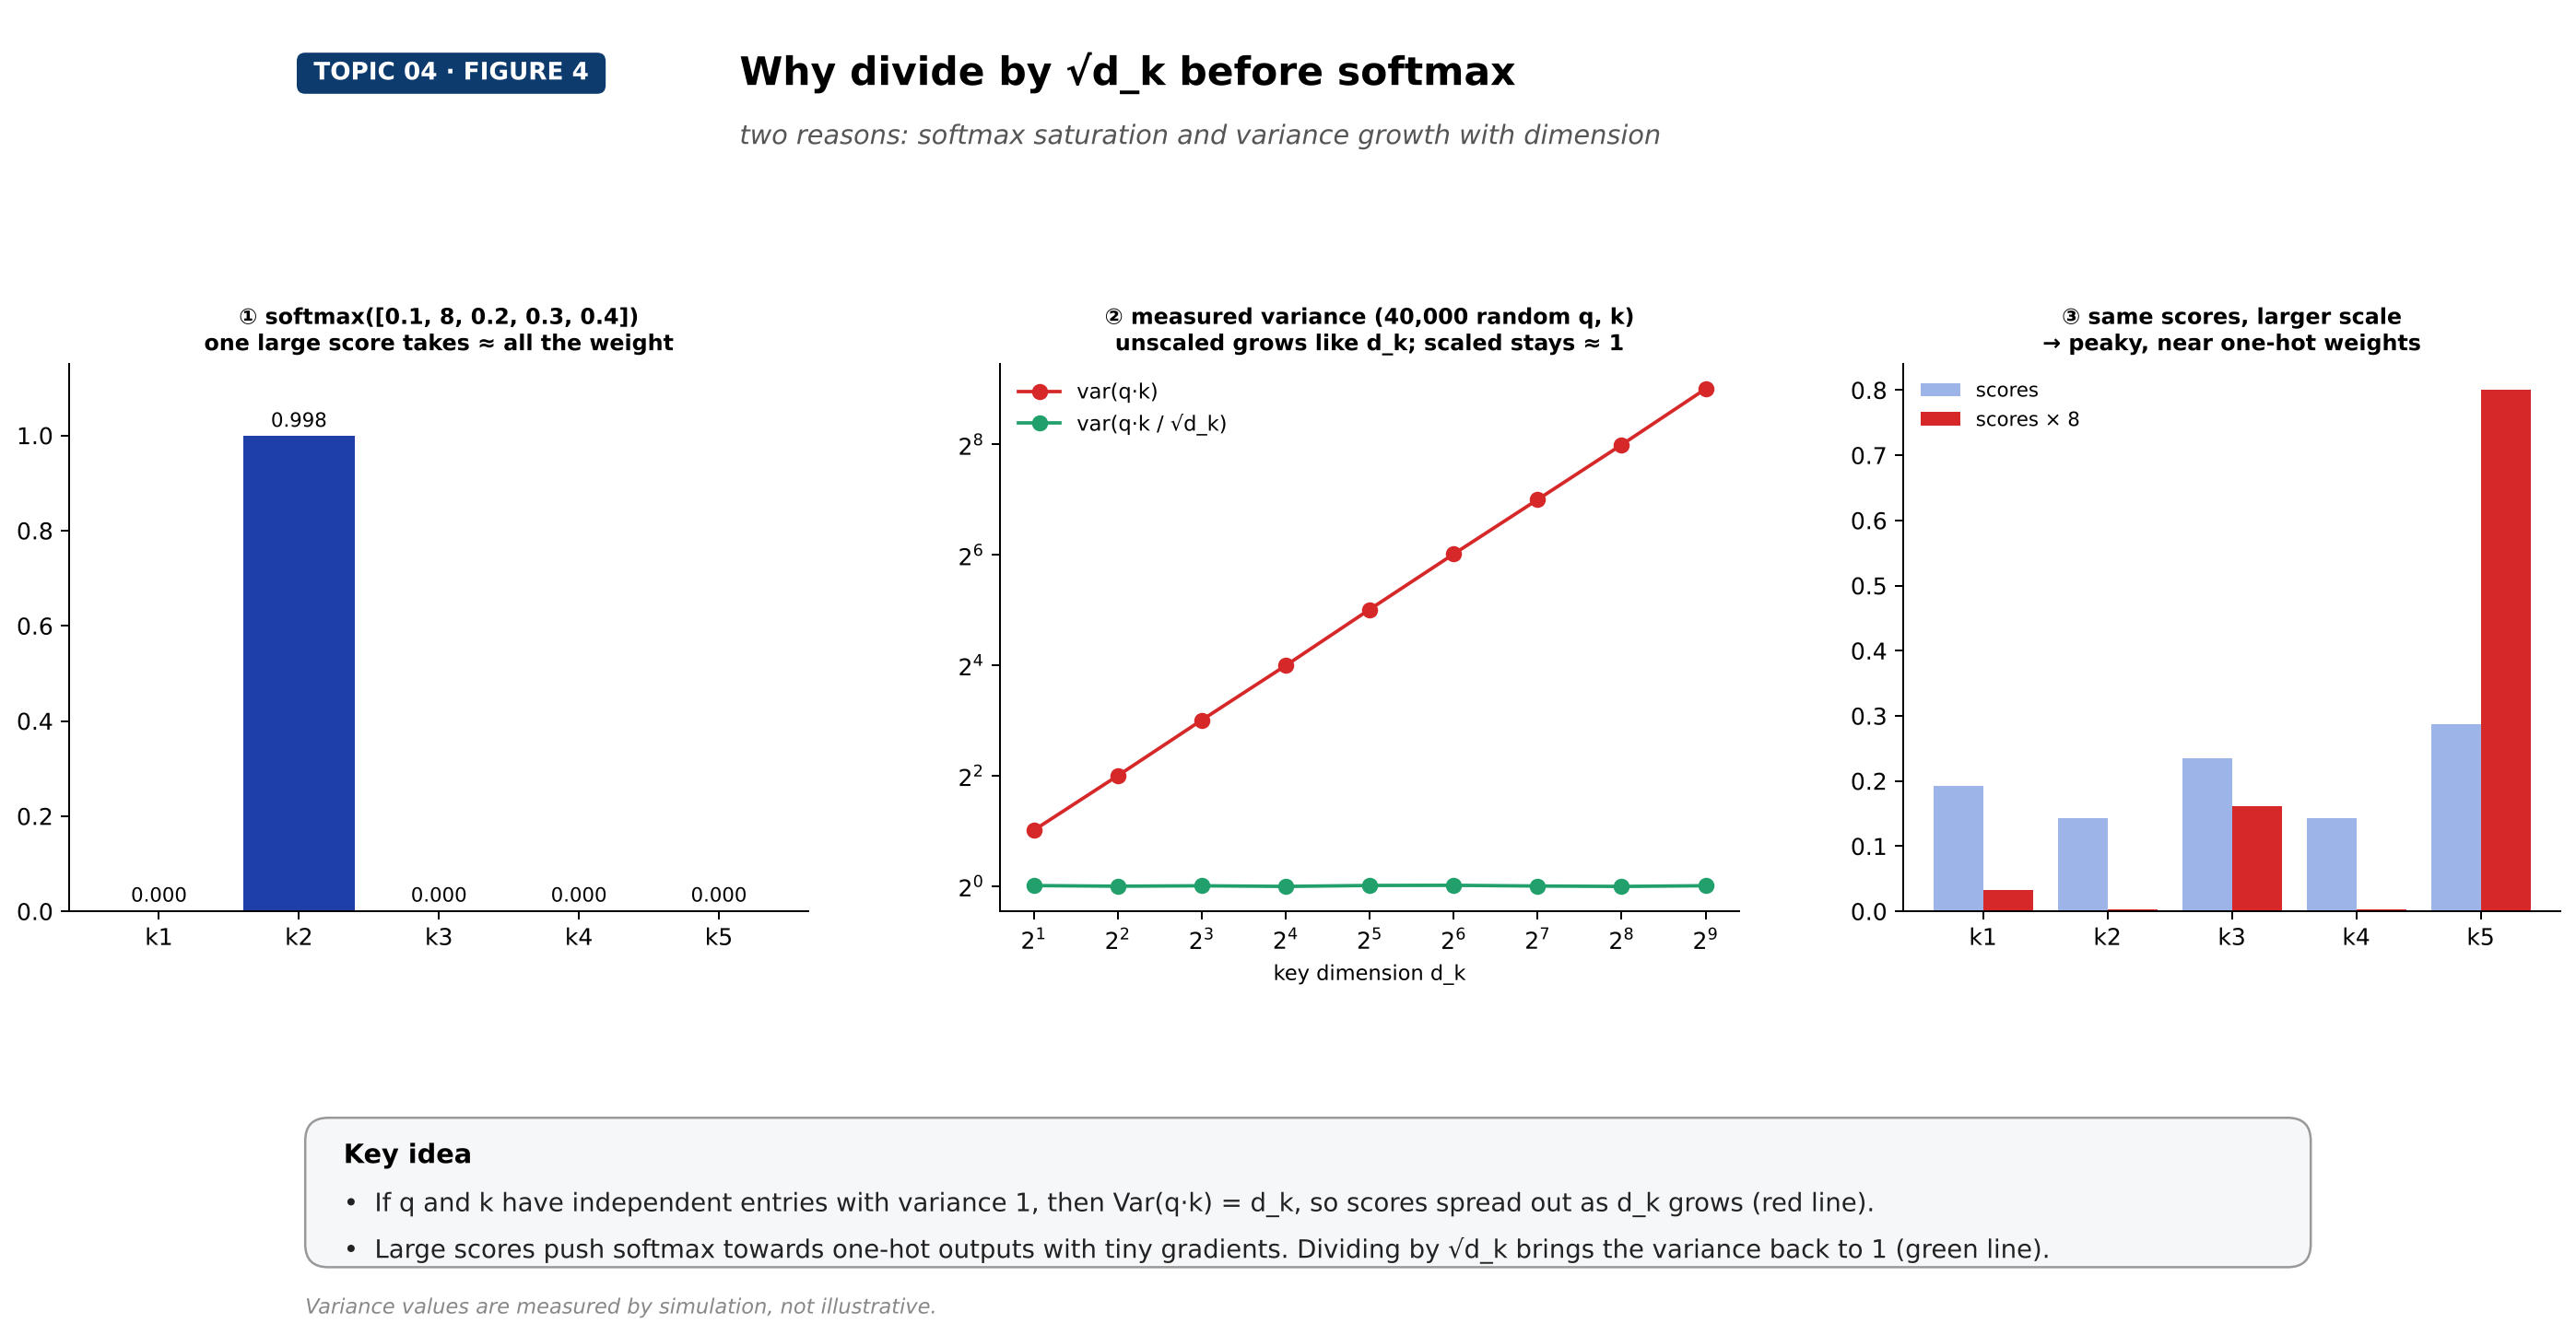 TOPIC 04 · FIGURE 4
Why divide by √d_k before softmax
two reasons: softmax saturation and variance growth with dimension
① softmax([0.1, 8, 0.2, 0.3, 0.4])
one large score takes ≈ all the weight
1.0
0.8
0.6
0.4
0.2
0.0
0.000
0.998
0.000
0.000
0.000
k1 k2 k3 k4 k5
② measured variance (40,000 random q, k)
unscaled grows like d_k; scaled stays ≈ 1
var(q·k)
var(q·k / √d_k)
2⁸
2⁶
2⁴
2²
2⁰
2¹ 2² 2³ 2⁴ 2⁵ 2⁶ 2⁷ 2⁸ 2⁹
key dimension d_k
③ same scores, larger scale
→ peaky, near one-hot weights
scores
scores × 8
0.8
0.7
0.6
0.5
0.4
0.3
0.2
0.1
0.0
k1 k2 k3 k4 k5
Key idea
• If q and k have independent entries with variance 1, then Var(q·k) = d_k, so scores spread out as d_k grows (red line).
• Large scores push softmax towards one-hot outputs with tiny gradients. Dividing by √d_k brings the variance back to 1 (green line).
Variance values are measured by simulation, not illustrative.